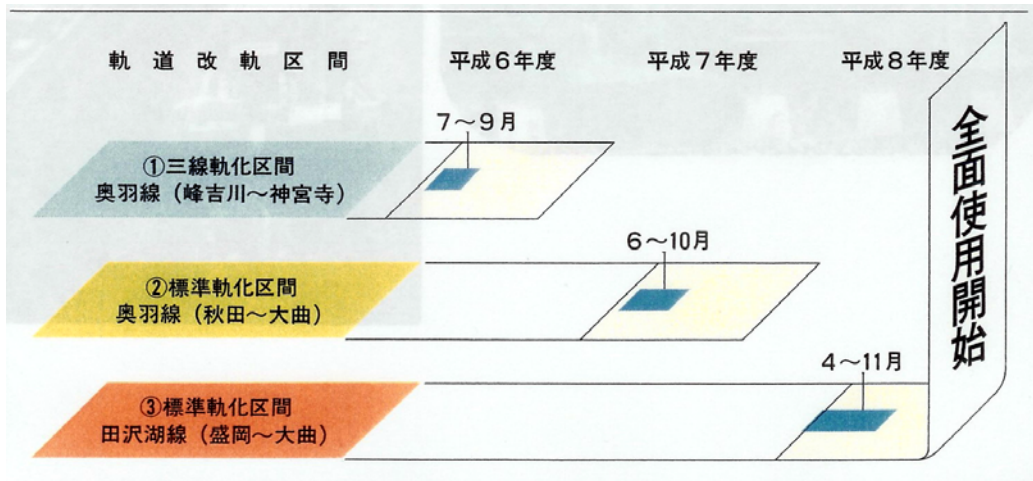 軌道改軌区間 平成6年度 平成7年度 平成8年度
7〜9月
①三線軌化区間
奥羽線(峰吉川〜神宮寺)
6〜10月
②標準軌化区間
奥羽線(秋田〜大曲)
4〜11月
③標準軌化区間
田沢湖線(盛岡〜大曲)
全面使用開始